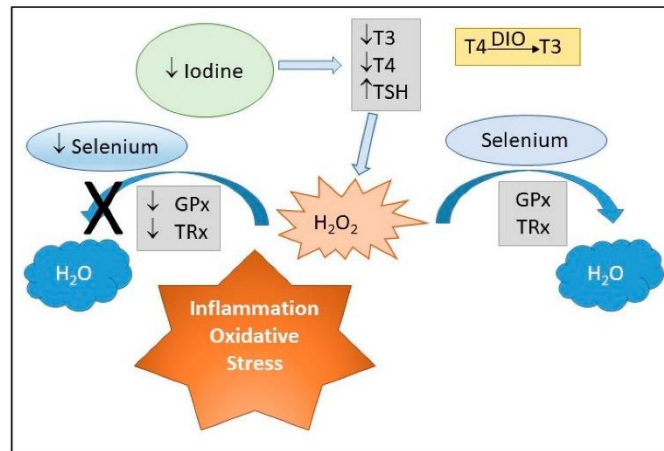 ↓ Iodine
↓T3
↓T4
↑TSH
T4 DIO→T3
↓ Selenium
Selenium
↓ GPx
↓ TRx
H₂O₂
GPx
TRx
X
H₂O
H₂O
Inflammation
Oxidative
Stress